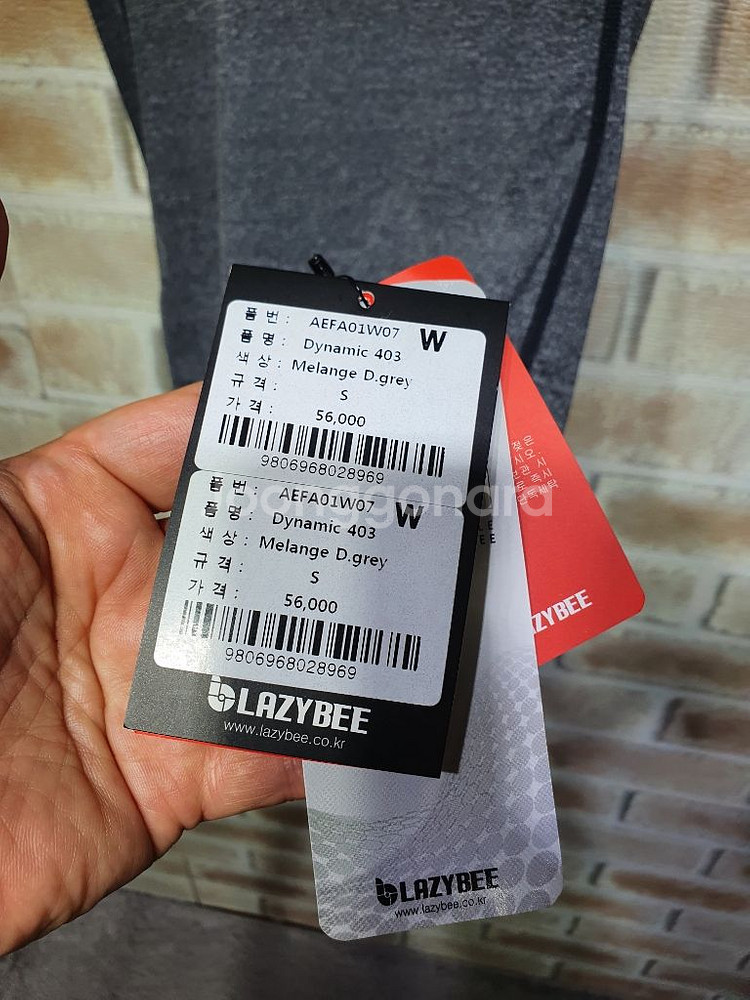 품 번 : AEFA01W07 W
품 명 : Dynamic 403
색 상 : Melange D.grey
규 격 : S
가 격 : 56,000
9806968028969
품 번 : AEFA01W07 W
품 명 : Dynamic 403
색 상 : Melange D.grey
규 격 : S
가 격 : 56,000
9806968028969
LAZYBEE
www.lazybee.co.kr
LAZYBEE
www.lazybee.co.kr
ZYBEE
joonggonara